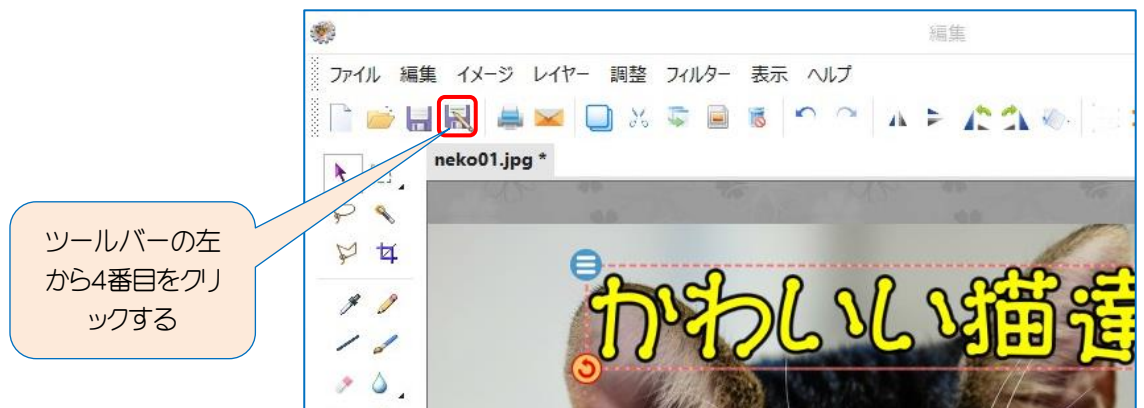 編集
ファイル 編集 イメージ レイヤー 調整 フィルター 表示 ヘルプ
neko01.jpg *
ツールバーの左
から4番目をクリ
ックする
かわいい猫達